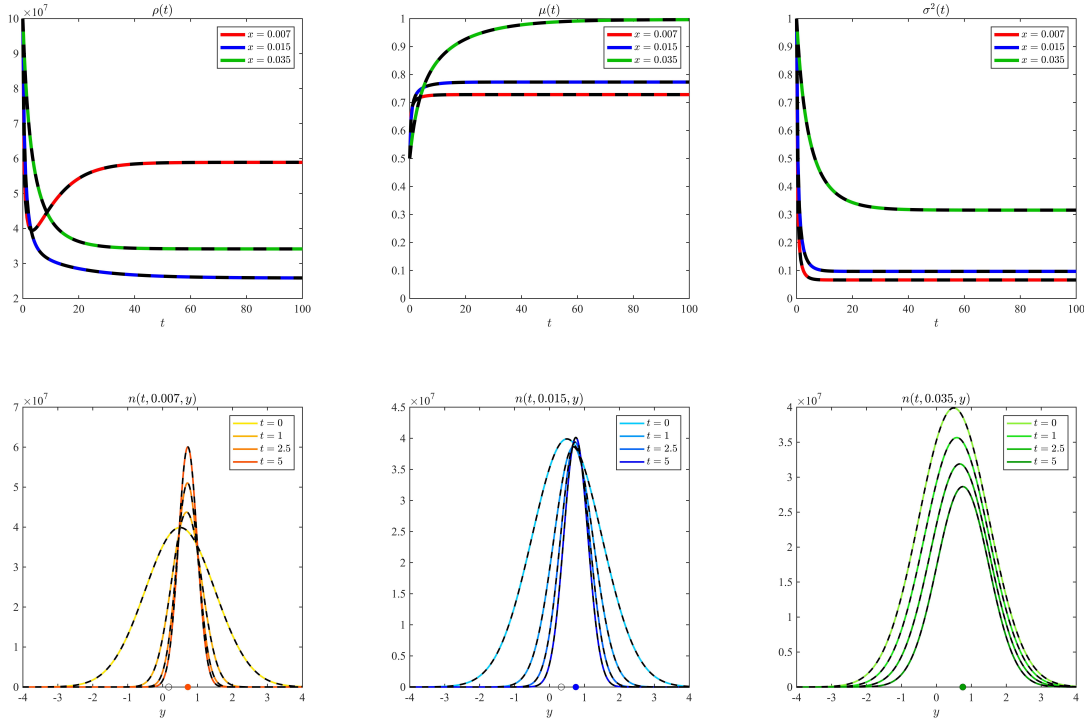 ρ(t)
×10⁷
10
9
8
7
6
5
4
3
2
0 20 40 60 80 100
t
x = 0.007
x = 0.015
x = 0.035
μ(t)
1
0.9
0.8
0.7
0.6
0.5
0.4
0.3
0.2
0.1
0
0 20 40 60 80 100
t
x = 0.007
x = 0.015
x = 0.035
σ²(t)
1
0.9
0.8
0.7
0.6
0.5
0.4
0.3
0.2
0.1
0
0 20 40 60 80 100
t
x = 0.007
x = 0.015
x = 0.035
n(t, 0.007, y)
×10⁷
7
6
5
4
3
2
1
0
-4 -3 -2 -1 0 1 2 3 4
y
t = 0
t = 1
t = 2.5
t = 5
n(t, 0.015, y)
×10⁷
4.5
4
3.5
3
2.5
2
1.5
1
0.5
0
-4 -3 -2 -1 0 1 2 3 4
y
t = 0
t = 1
t = 2.5
t = 5
n(t, 0.035, y)
×10⁷
4
3.5
3
2.5
2
1.5
1
0.5
0
-4 -3 -2 -1 0 1 2 3 4
y
t = 0
t = 1
t = 2.5
t = 5